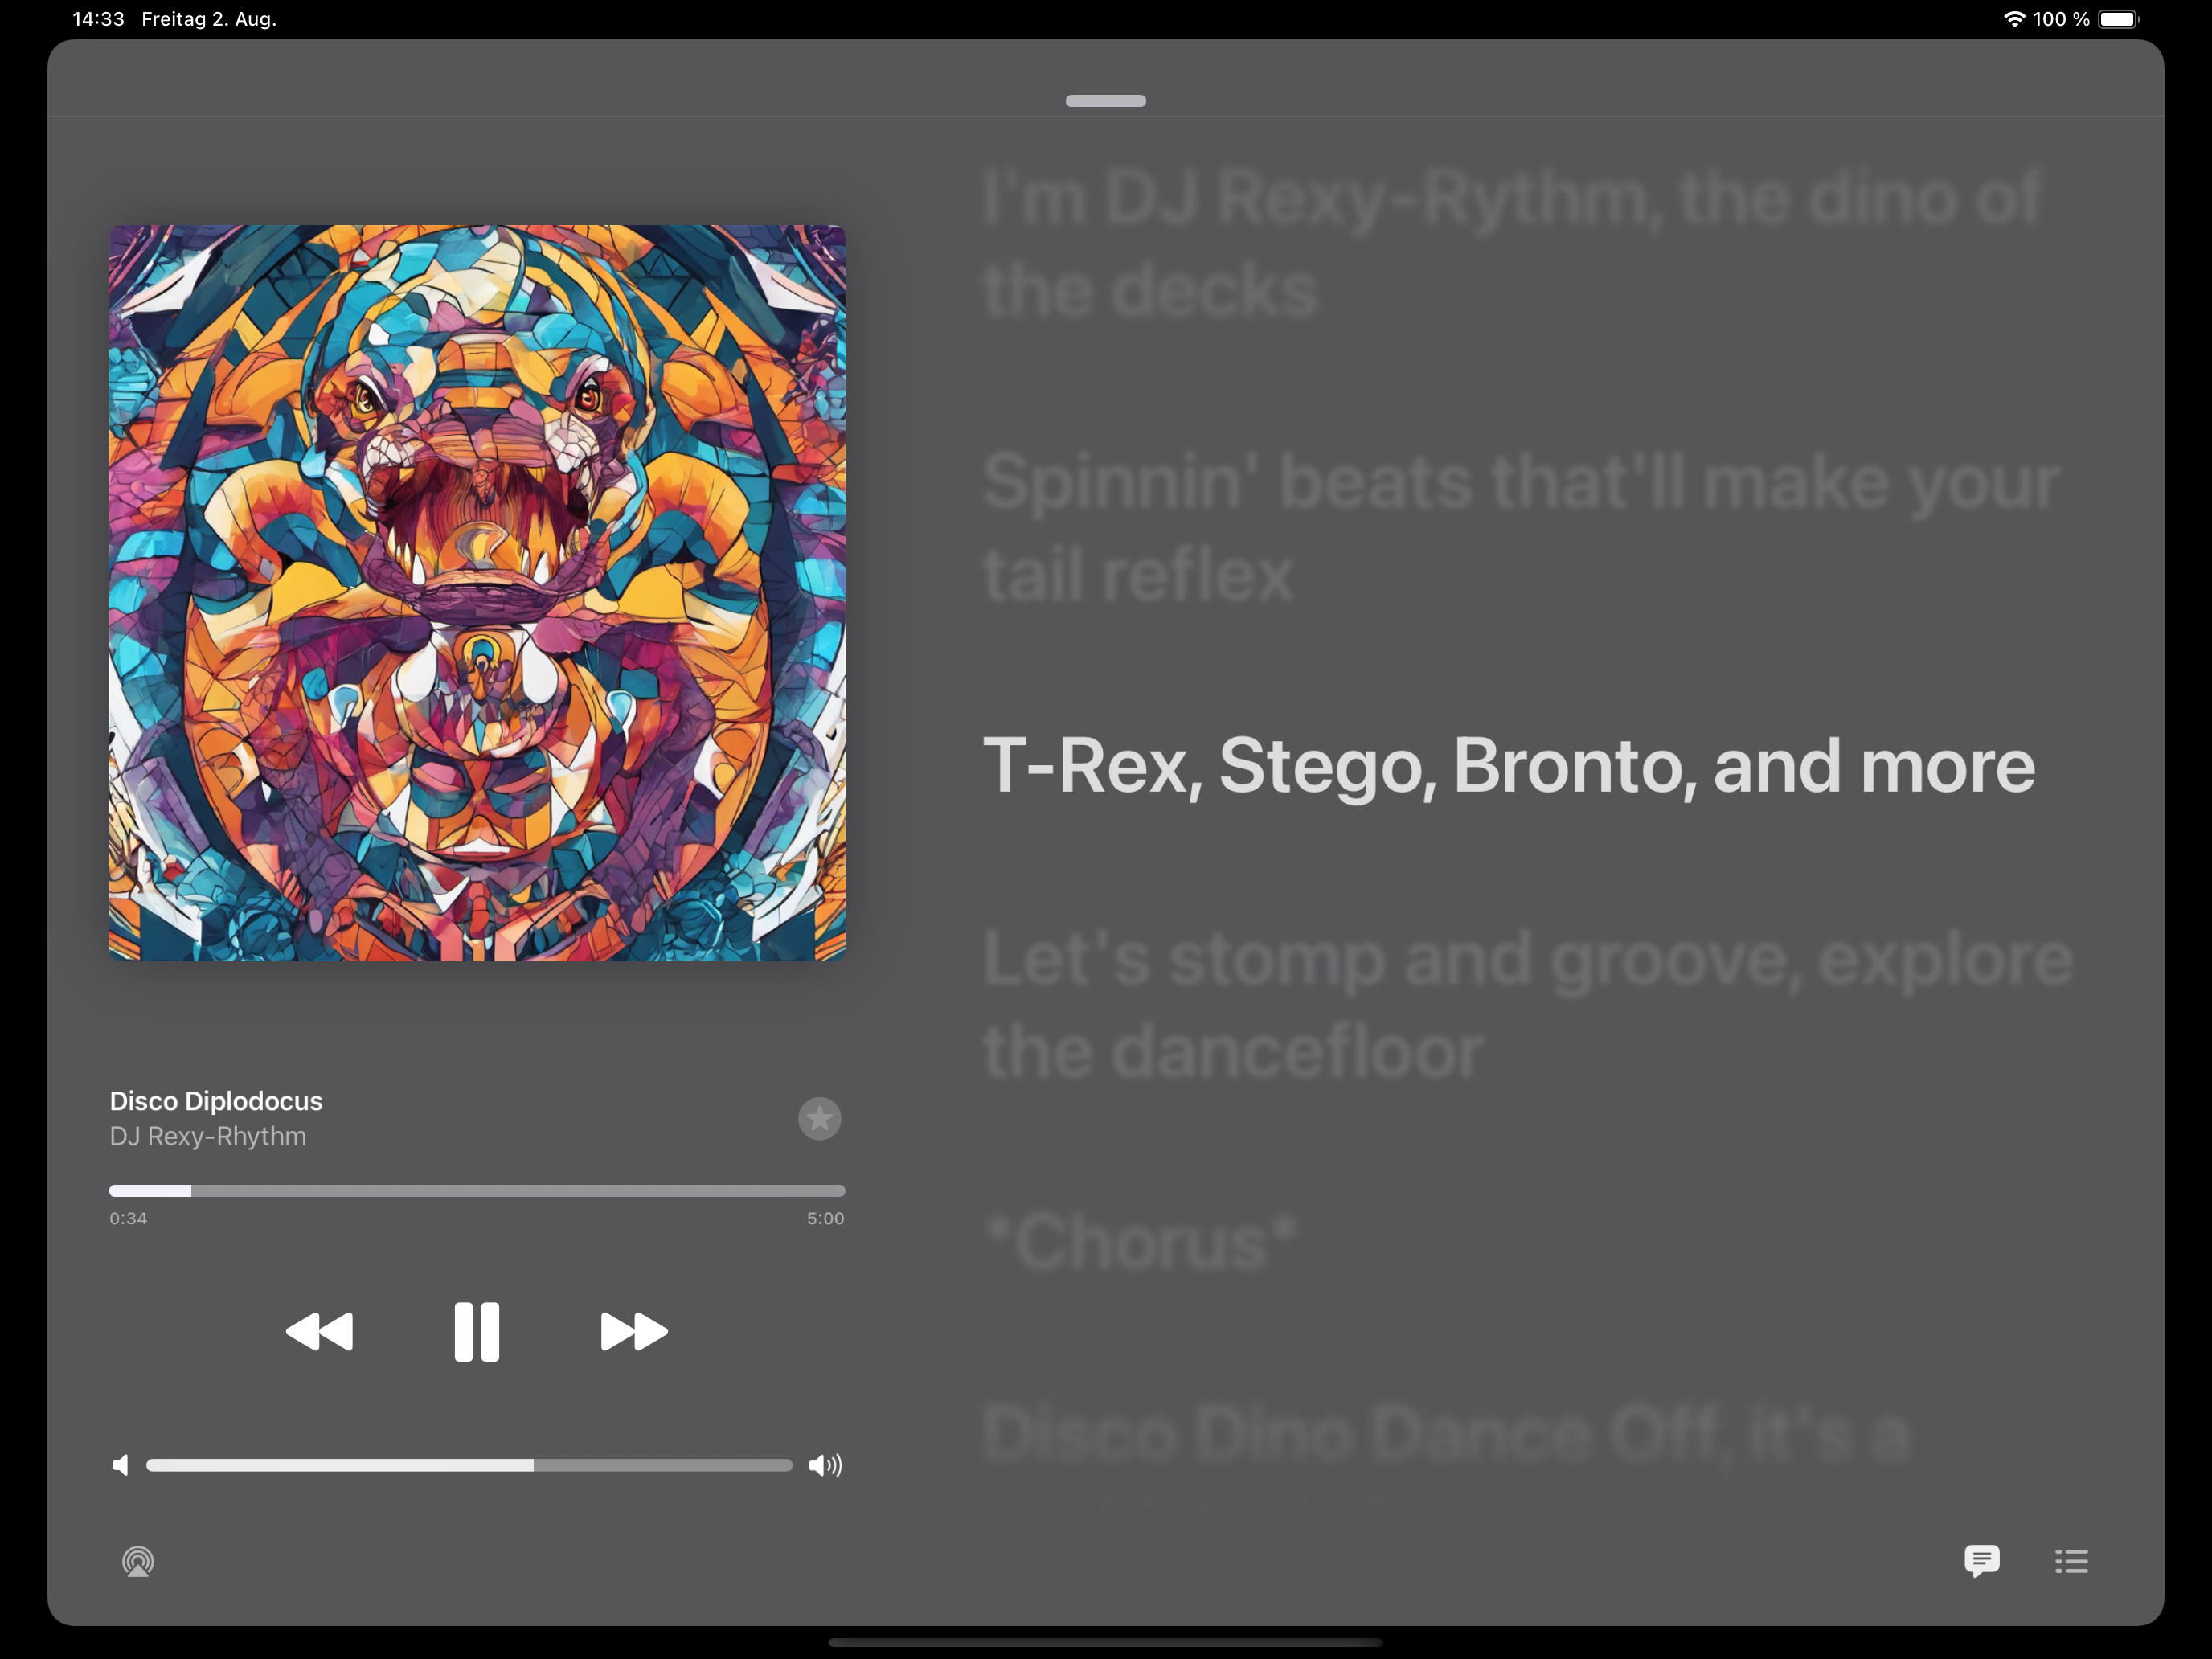 14:33 Freitag 2. Aug.
100 %
I'm DJ Rexy-Rythm, the dino of
the decks
Spinnin' beats that'll make your
tail reflex
T-Rex, Stego, Bronto, and more
Let's stomp and groove, explore
the dancefloor
*Chorus*
Disco Dino Dance Off, it's a
Disco Diplodocus
DJ Rexy-Rhythm
0:34
5:00